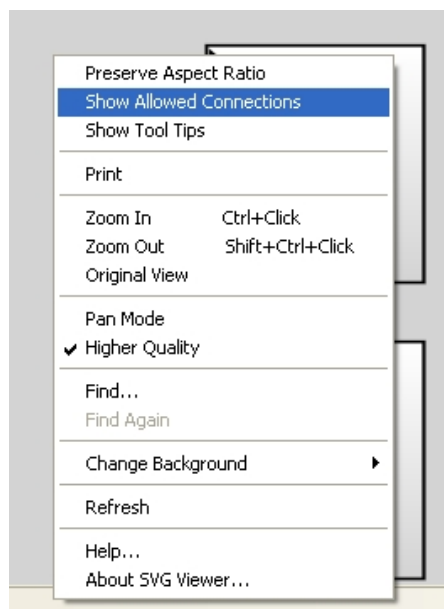 Preserve Aspect Ratio
Show Allowed Connections
Show Tool Tips
Print
Zoom In Ctrl+Click
Zoom Out Shift+Ctrl+Click
Original View
Pan Mode
Higher Quality
Find...
Find Again
Change Background
Refresh
Help...
About SVG Viewer...